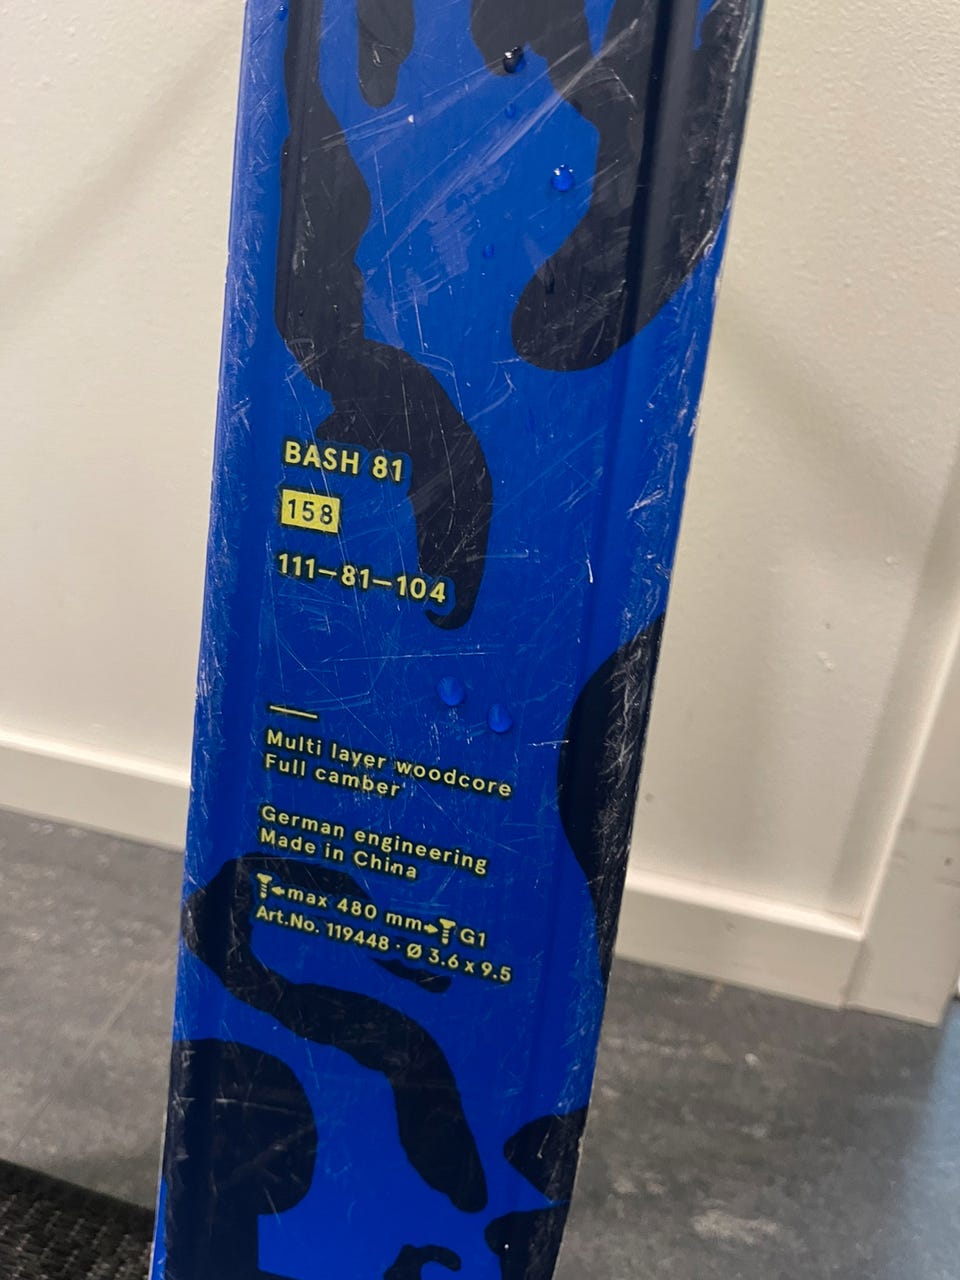 BASH 81
158
111–81–104
Multi layer woodcore
Full camber
German engineering
Made in China
max 480 mm G1
Art.No. 119448 · Ø 3.6 x 9.5